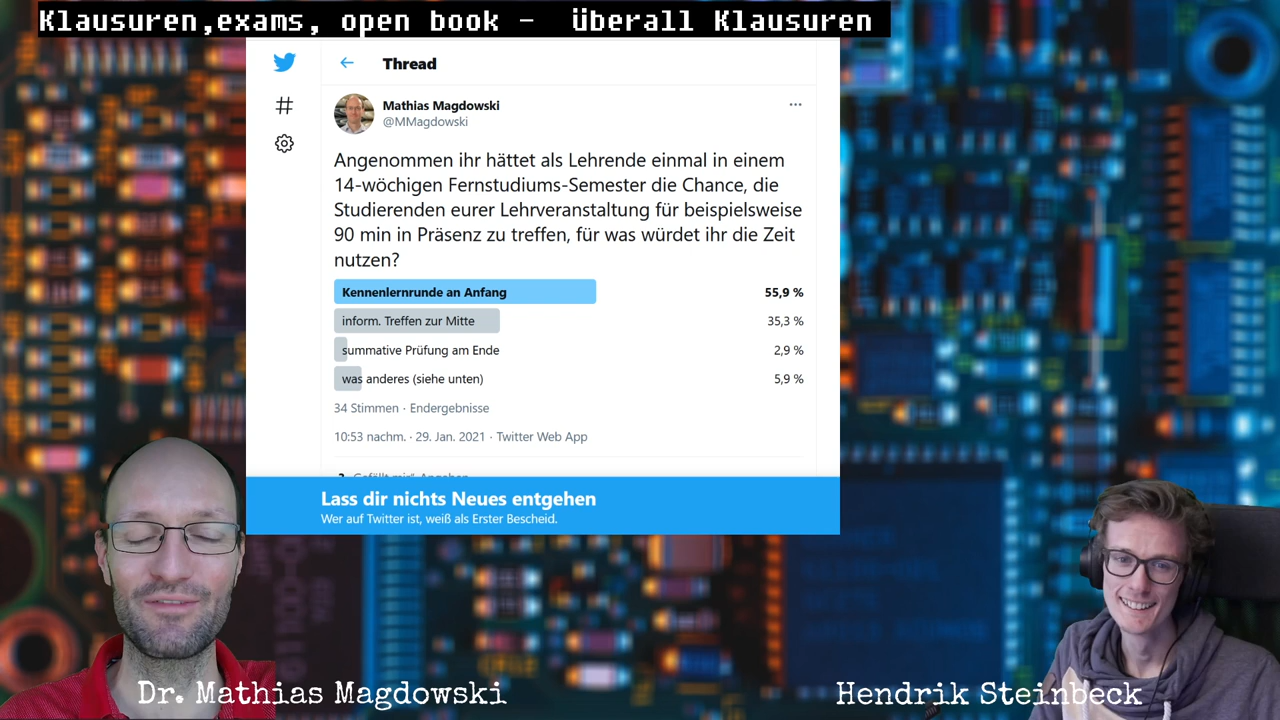 Klausuren,exams, open book - überall Klausuren
Thread
Mathias Magdowski
@MMagdowski
Angenommen ihr hättet als Lehrende einmal in einem
14-wöchigen Fernstudiums-Semester die Chance, die
Studierenden eurer Lehrveranstaltung für beispielsweise
90 min in Präsenz zu treffen, für was würdet ihr die Zeit
nutzen?
Kennenlernrunde an Anfang 55,9 %
inform. Treffen zur Mitte 35,3 %
summative Prüfung am Ende 2,9 %
was anderes (siehe unten) 5,9 %
34 Stimmen · Endergebnisse
10:53 nachm. · 29. Jan. 2021 · Twitter Web App
Lass dir nichts Neues entgehen
Wer auf Twitter ist, weiß als Erster Bescheid.
Dr. Mathias Magdowski
Hendrik Steinbeck